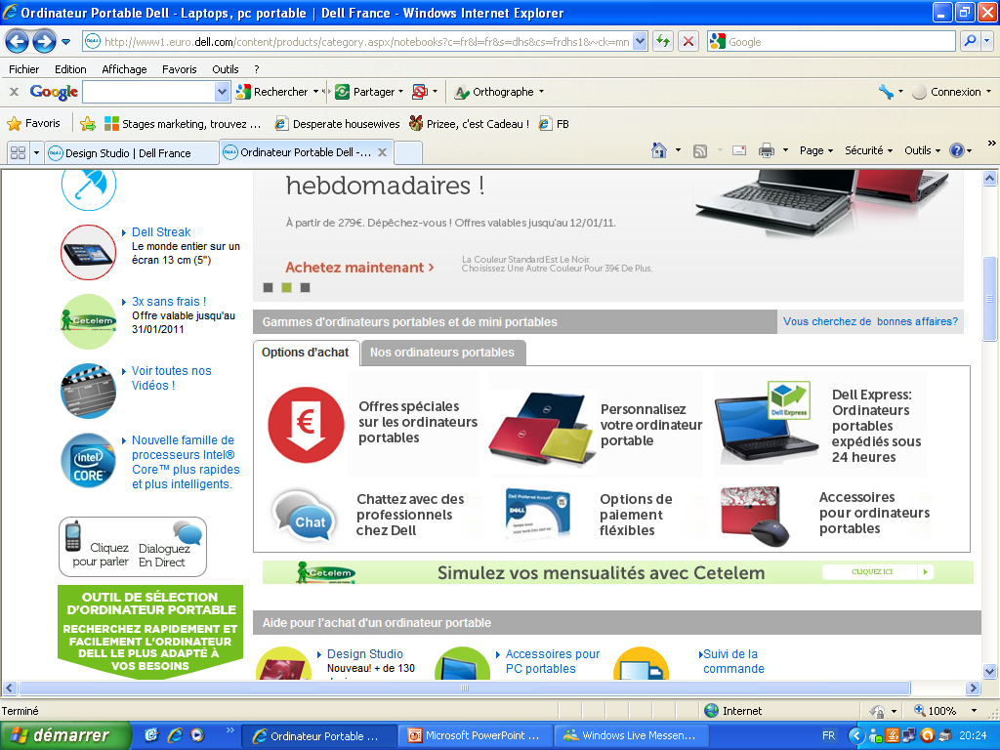 Ordinateur Portable Dell - Laptops, pc portable | Dell France - Windows Internet Explorer
http://www1.euro.dell.com/content/products/category.aspx/notebooks?c=fr&l=fr&s=dhs&cs=frdhs1&~ck=mn
Google
Fichier Edition Affichage Favoris Outils ?
x Google Rechercher Partager Orthographe Connexion
Favoris Stages marketing, trouvez ... Desperate housewives Prizee, c'est Cadeau ! FB
Design Studio | Dell France Ordinateur Portable Dell -... X Page Sécurité Outils »
hebdomadaires !
À partir de 279€. Dépêchez-vous ! Offres valables jusqu'au 12/01/11.
Achetez maintenant ›
La Couleur Standard Est Le Noir.
Choisissez Une Autre Couleur Pour 39€ De Plus.
Dell Streak
Le monde entier sur un
écran 13 cm (5")
Cetelem
3x sans frais !
Offre valable jusqu'au
31/01/2011
Voir toutes nos
Vidéos !
intel
CORE
Nouvelle famille de
processeurs Intel®
Core™ plus rapides
et plus intelligents.
Cliquez
pour parler
Dialoguez
En Direct
OUTIL DE SÉLECTION
D'ORDINATEUR PORTABLE
RECHERCHEZ RAPIDEMENT ET
FACILEMENT L'ORDINATEUR
DELL LE PLUS ADAPTÉ À
VOS BESOINS
Gammes d'ordinateurs portables et de mini portables
Vous cherchez de bonnes affaires?
Options d'achat Nos ordinateurs portables
€
Offres spéciales
sur les ordinateurs
portables
Personnalisez
votre ordinateur
portable
Dell Express
Dell Express:
Ordinateurs
portables
expédiés sous
24 heures
Chat
Chattez avec des
professionnels
chez Dell
Dell Preferred Account
DELL
Options de
paiement
fléxibles
Accessoires
pour ordinateurs
portables
Cetelem Simulez vos mensualités avec Cetelem CLIQUEZ ICI
Aide pour l'achat d'un ordinateur portable
Design Studio
Nouveau! + de 130
Accessoires pour
PC portables
Suivi de la
commande
Terminé Internet 100%
démarrer » Ordinateur Portable ... Microsoft PowerPoint ... Windows Live Messen... FR 20:24